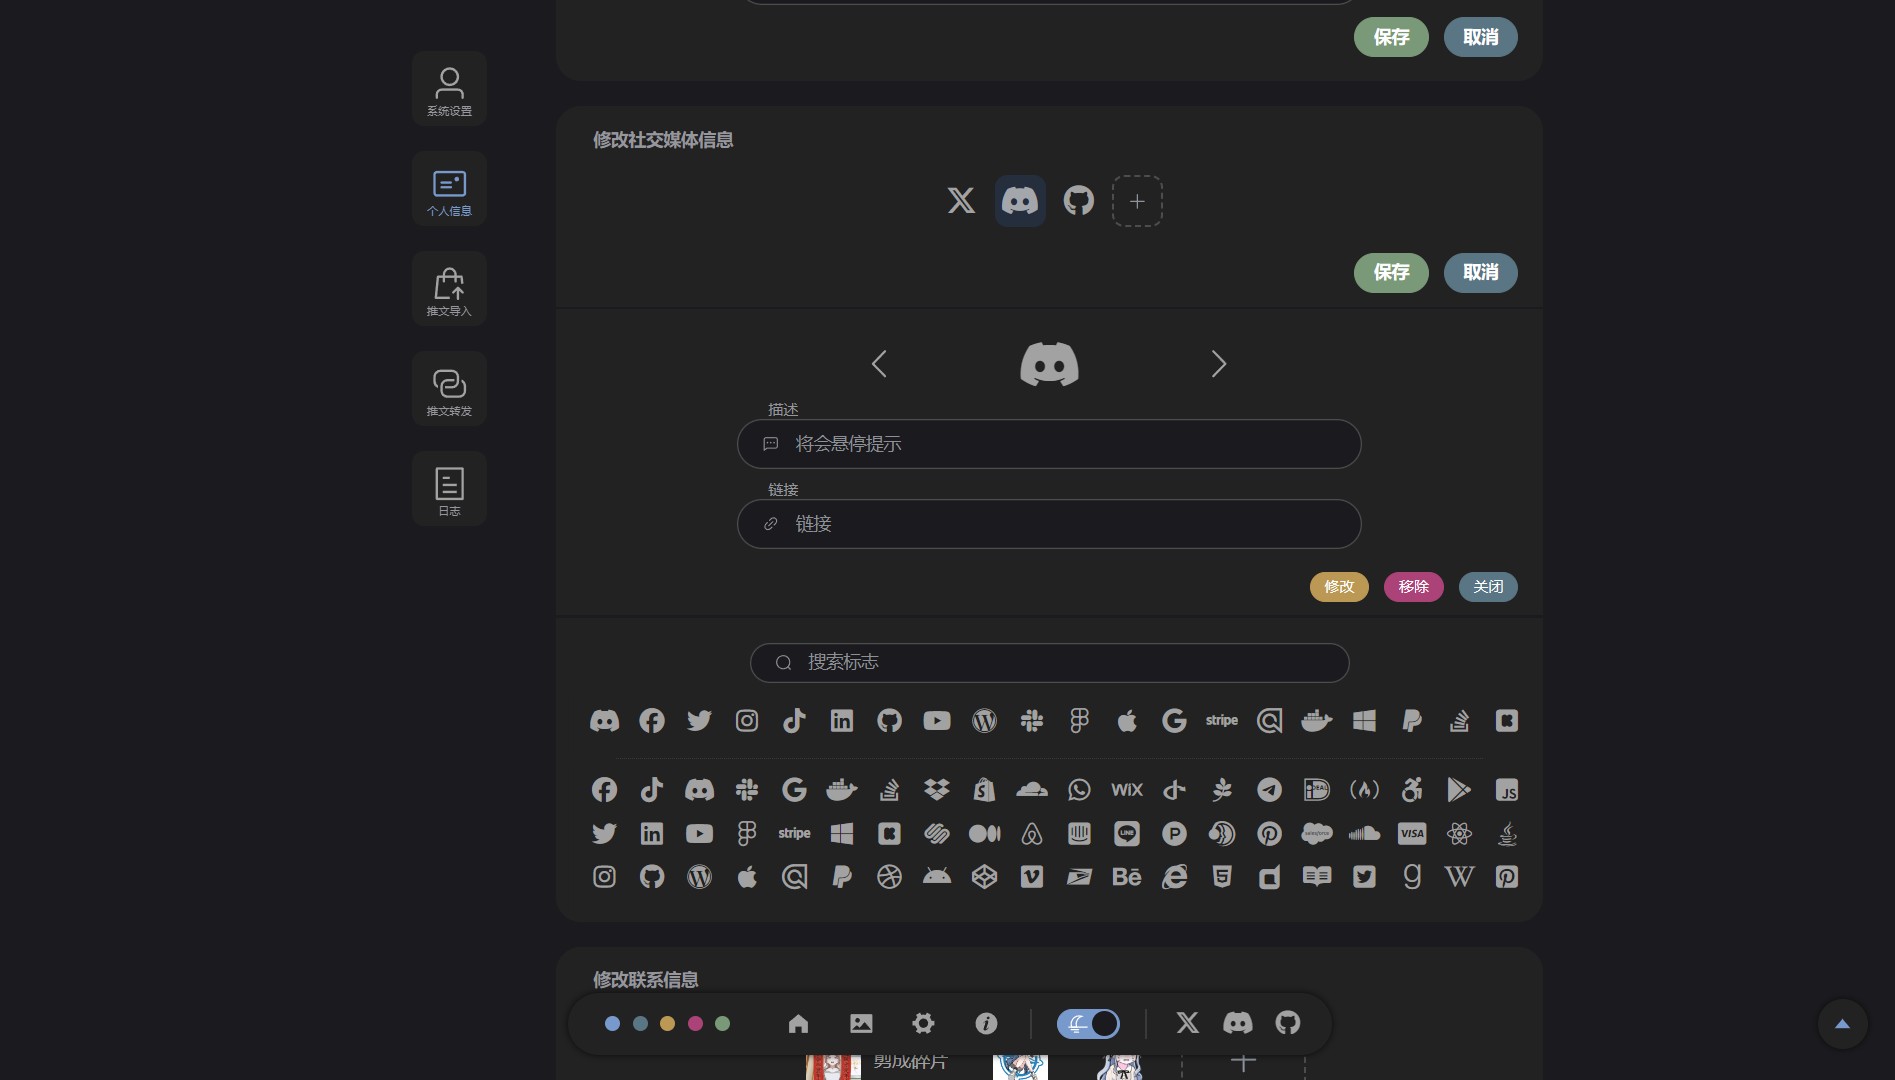 保存
取消
系统设置
修改社交媒体信息
个人信息
保存
取消
推文导入
推文转发
描述
将会悬停提示
链接
日志
链接
修改
移除
关闭
搜索标志
stripe
WiX
JS
stripe
LINE
VISA
Bē
修改联系信息
剪成碎片